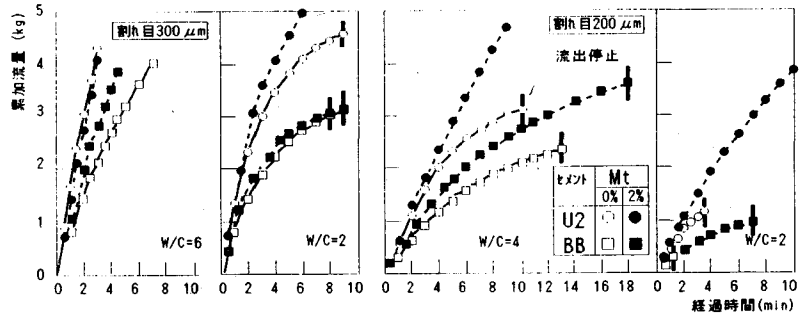 割れ目300 μm
割れ目200 μm
流出停止
累加流量 (kg)
5
4
3
2
1
0
W/C=6
W/C=2
W/C=4
W/C=2
セメント Mt
0% 2%
U2 ○ ●
BB □ ■
0 2 4 6 8
0 2 4 6 8 10
0 2 4 6 8 10 12 14 16 18
0 2 4 6 8 10
経過時間(min)